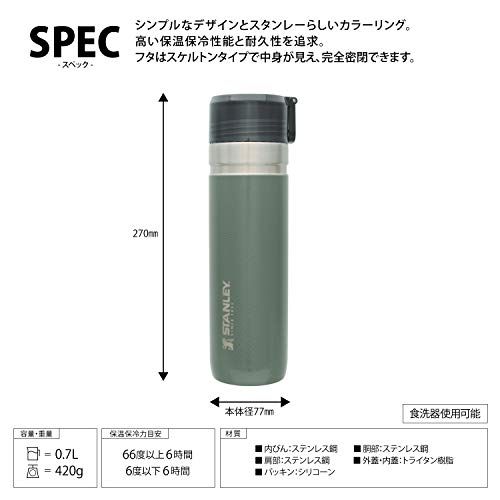 SPEC
- スペック -
シンプルなデザインとスタンレーらしいカラーリング。
高い保温保冷性能と耐久性を追求。
フタはスケルトンタイプで中身が見え、完全密閉できます。
270㎜
STANLEY
SINCE 1913
本体径77㎜
食洗器使用可能
容量・重量
= 0.7L
= 420g
保温保冷力目安
66度以上6時間
6度以下6時間
材質
■内びん:ステンレス鋼 ■胴部:ステンレス鋼
■肩部:ステンレス鋼 ■外蓋・内蓋:トライタン樹脂
■パッキン:シリコーン